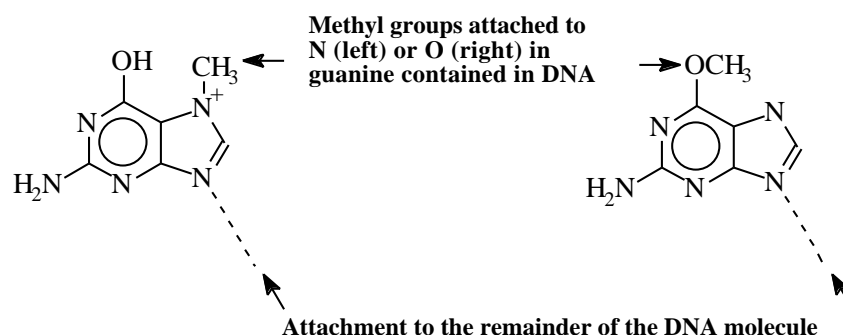 Methyl groups attached to
N (left) or O (right) in
guanine contained in DNA
OH
CH3
N+
N
H2N
N
N
OCH3
N
N
H2N
N
N
Attachment to the remainder of the DNA molecule